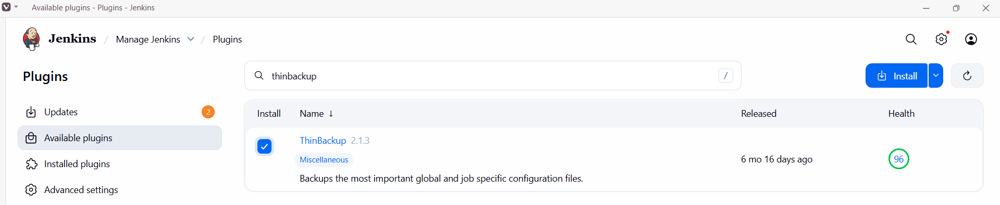 Available plugins - Plugins - Jenkins
Jenkins / Manage Jenkins / Plugins
Plugins
thinbackup /
Install
Updates 2
Available plugins
Installed plugins
Advanced settings
Install Name ↓ Released Health
ThinBackup 2.1.3
Miscellaneous
Backups the most important global and job specific configuration files.
6 mo 16 days ago
96